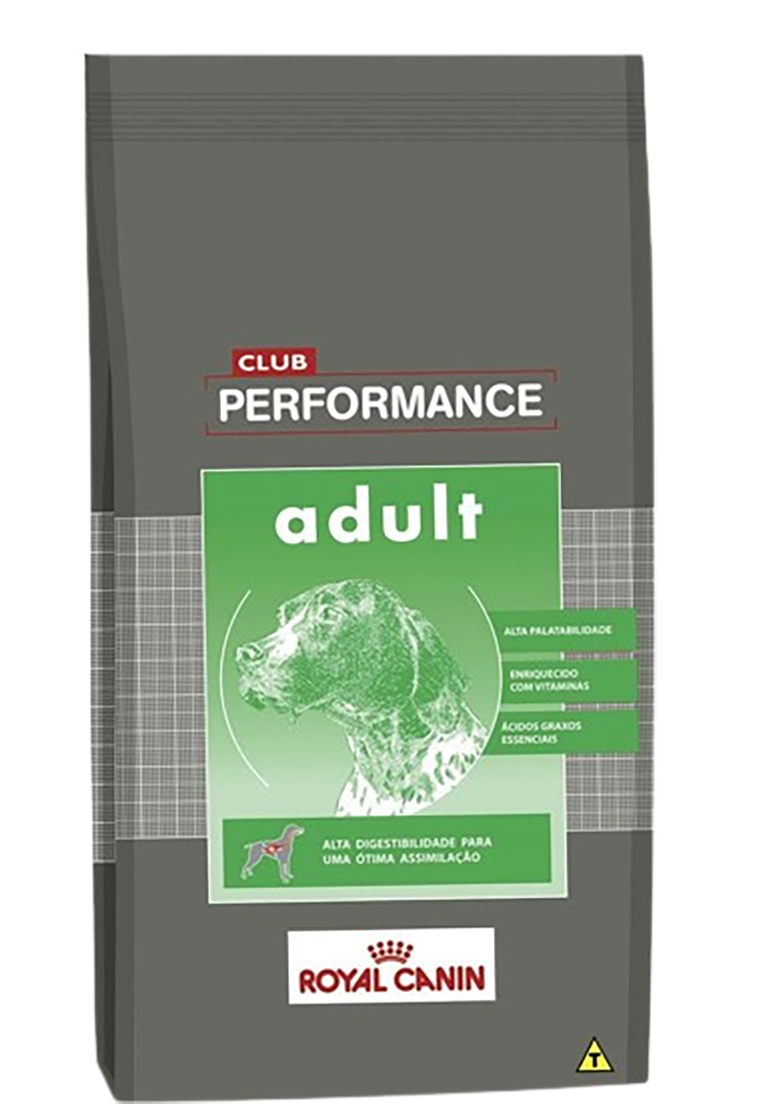 CLUB
PERFORMANCE
adult
ALTA PALATABILIDADE
ENRIQUECIDO
COM VITAMINAS
ÁCIDOS GRAXOS
ESSENCIAIS
ALTA DIGESTIBILIDADE PARA
UMA ÓTIMA ASSIMILAÇÃO
ROYAL CANIN
T